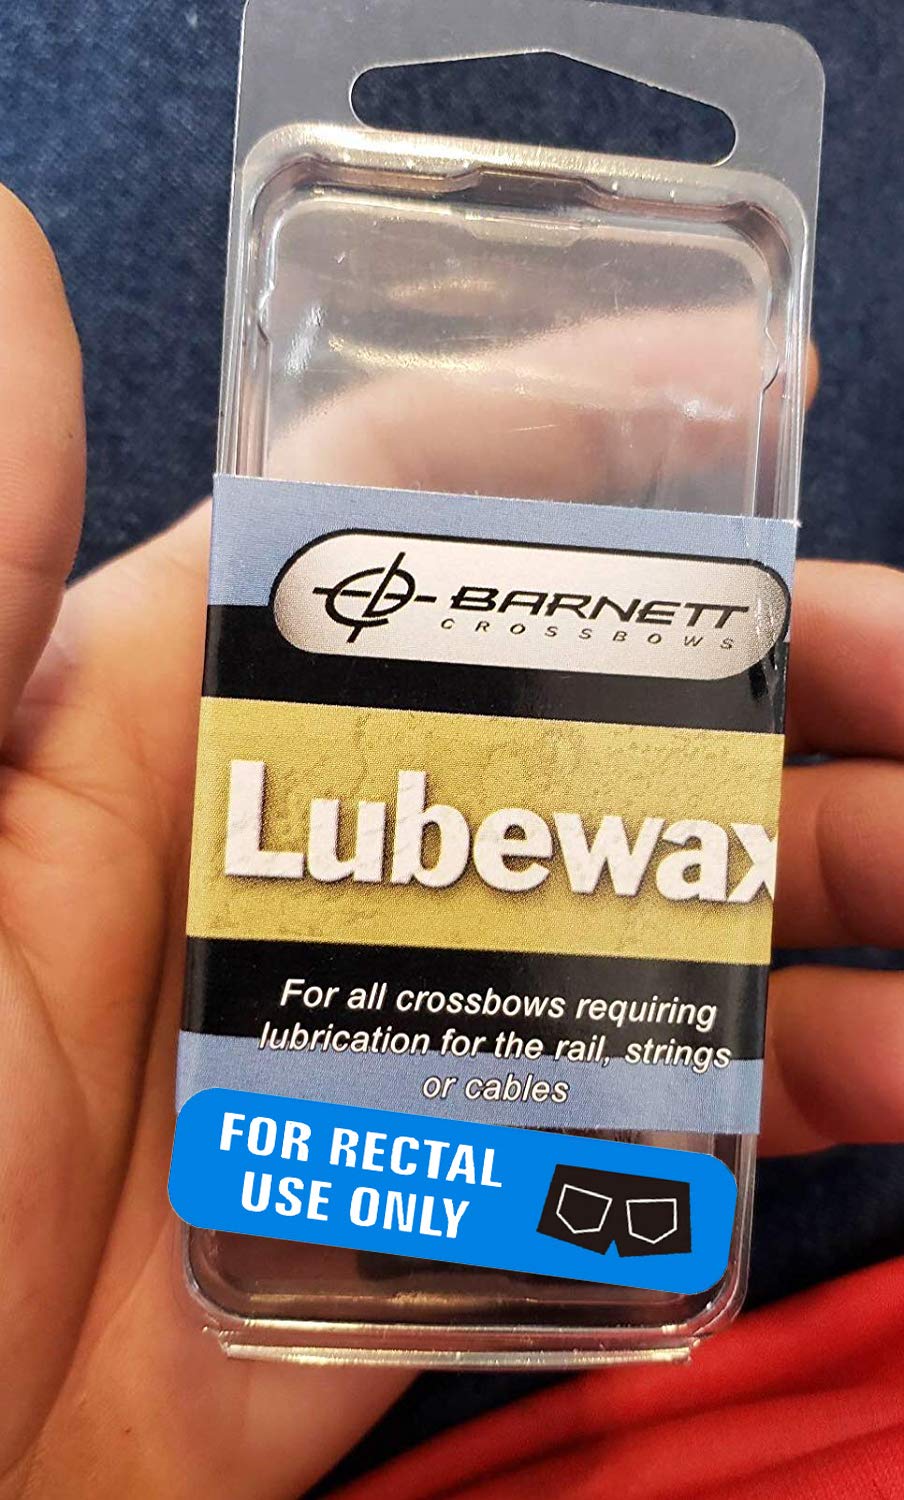 BARNETT
CROSSBOWS
Lubewax
For all crossbows requiring
lubrication for the rail, strings
or cables
FOR RECTAL
USE ONLY